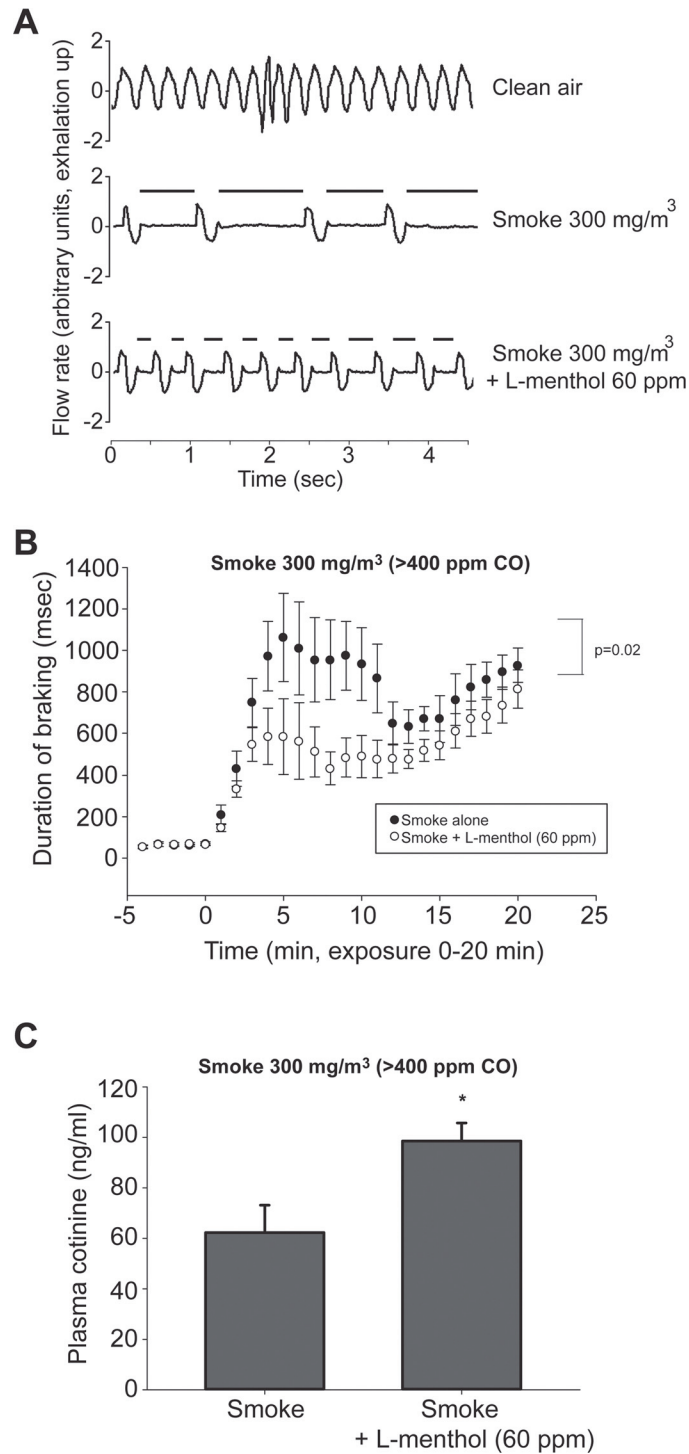 A
Flow rate (arbitrary units, exhalation up)
2
0
-2
Clean air
2
0
-2
Smoke 300 mg/m³
2
0
-2
Smoke 300 mg/m³
+ L-menthol 60 ppm
0 1 2 3 4
Time (sec)
B
Smoke 300 mg/m³ (>400 ppm CO)
Duration of braking (msec)
1400
1200
1000
800
600
400
200
0
p=0.02
Smoke alone
Smoke + L-menthol (60 ppm)
-5 0 5 10 15 20 25
Time (min, exposure 0-20 min)
C
Smoke 300 mg/m³ (>400 ppm CO)
Plasma cotinine (ng/ml)
120
100
80
60
40
20
0
*
Smoke
Smoke
+ L-menthol (60 ppm)